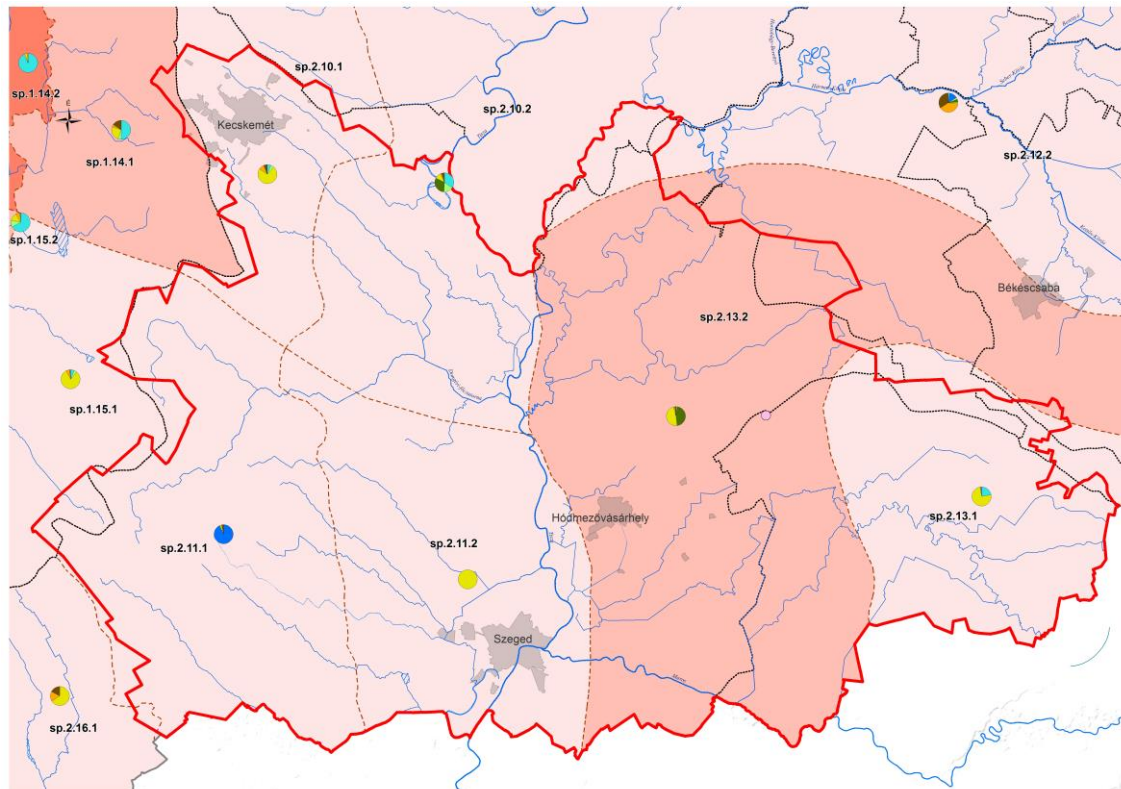 sp.2.10.1
sp.1.14.2
sp.2.10.2
Kecskemét
sp.1.14.1
sp.2.12.2
sp.1.15.2
Békéscsaba
sp.2.13.2
sp.1.15.1
sp.2.13.1
Hódmezővásárhely
sp.2.11.1
sp.2.11.2
Szeged
Maros
sp.2.16.1